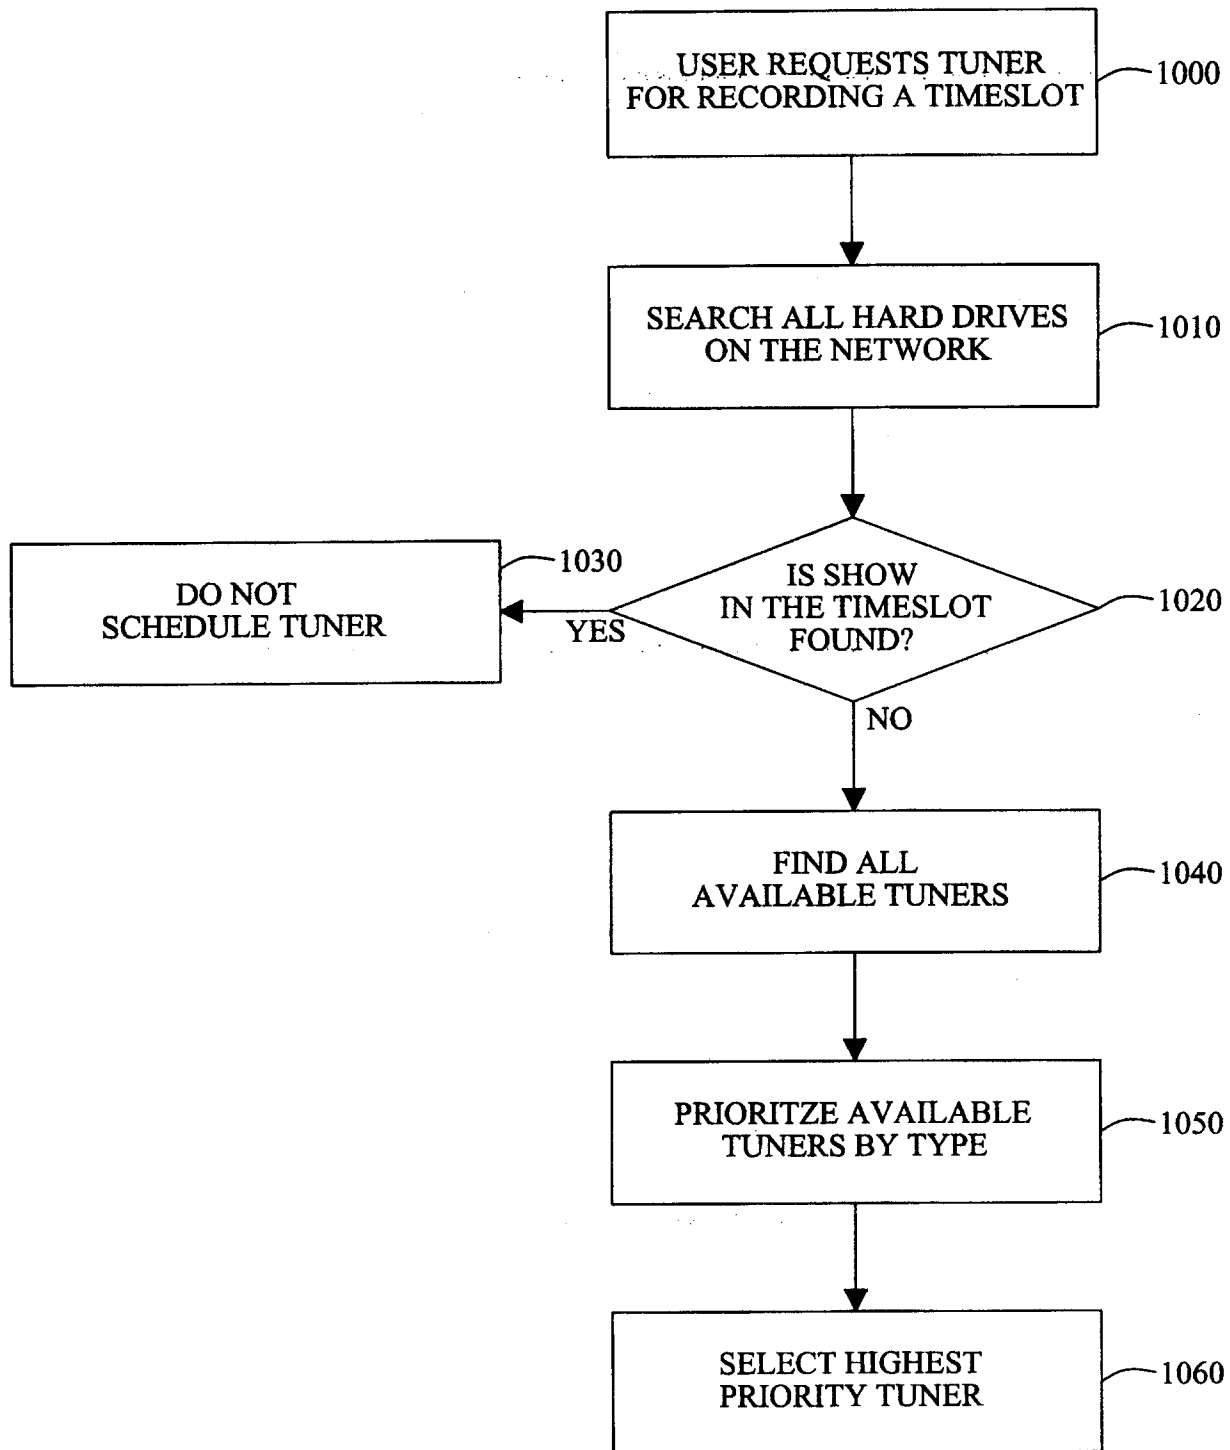 USER REQUESTS TUNER
FOR RECORDING A TIMESLOT
1000
SEARCH ALL HARD DRIVES
ON THE NETWORK
1010
IS SHOW
IN THE TIMESLOT
FOUND?
1020
YES
DO NOT
SCHEDULE TUNER
1030
NO
FIND ALL
AVAILABLE TUNERS
1040
PRIORITZE AVAILABLE
TUNERS BY TYPE
1050
SELECT HIGHEST
PRIORITY TUNER
1060